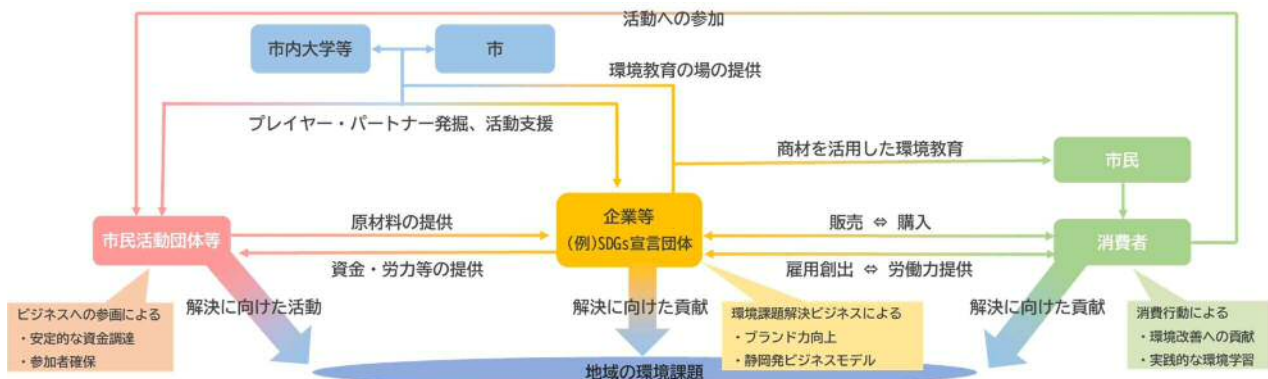 活動への参加
市内大学等
市
環境教育の場の提供
プレイヤー・パートナー発掘、活動支援
商材を活用した環境教育
市民
市民活動団体等
原材料の提供
資金・労力等の提供
企業等
(例)SDGs宣言団体
販売 ⇔ 購入
雇用創出 ⇔ 労働力提供
消費者
ビジネスへの参画による
・安定的な資金調達
・参加者確保
解決に向けた活動
解決に向けた貢献
環境課題解決ビジネスによる
・ブランド力向上
・静岡発ビジネスモデル
解決に向けた貢献
消費行動による
・環境改善への貢献
・実践的な環境学習
地域の環境課題